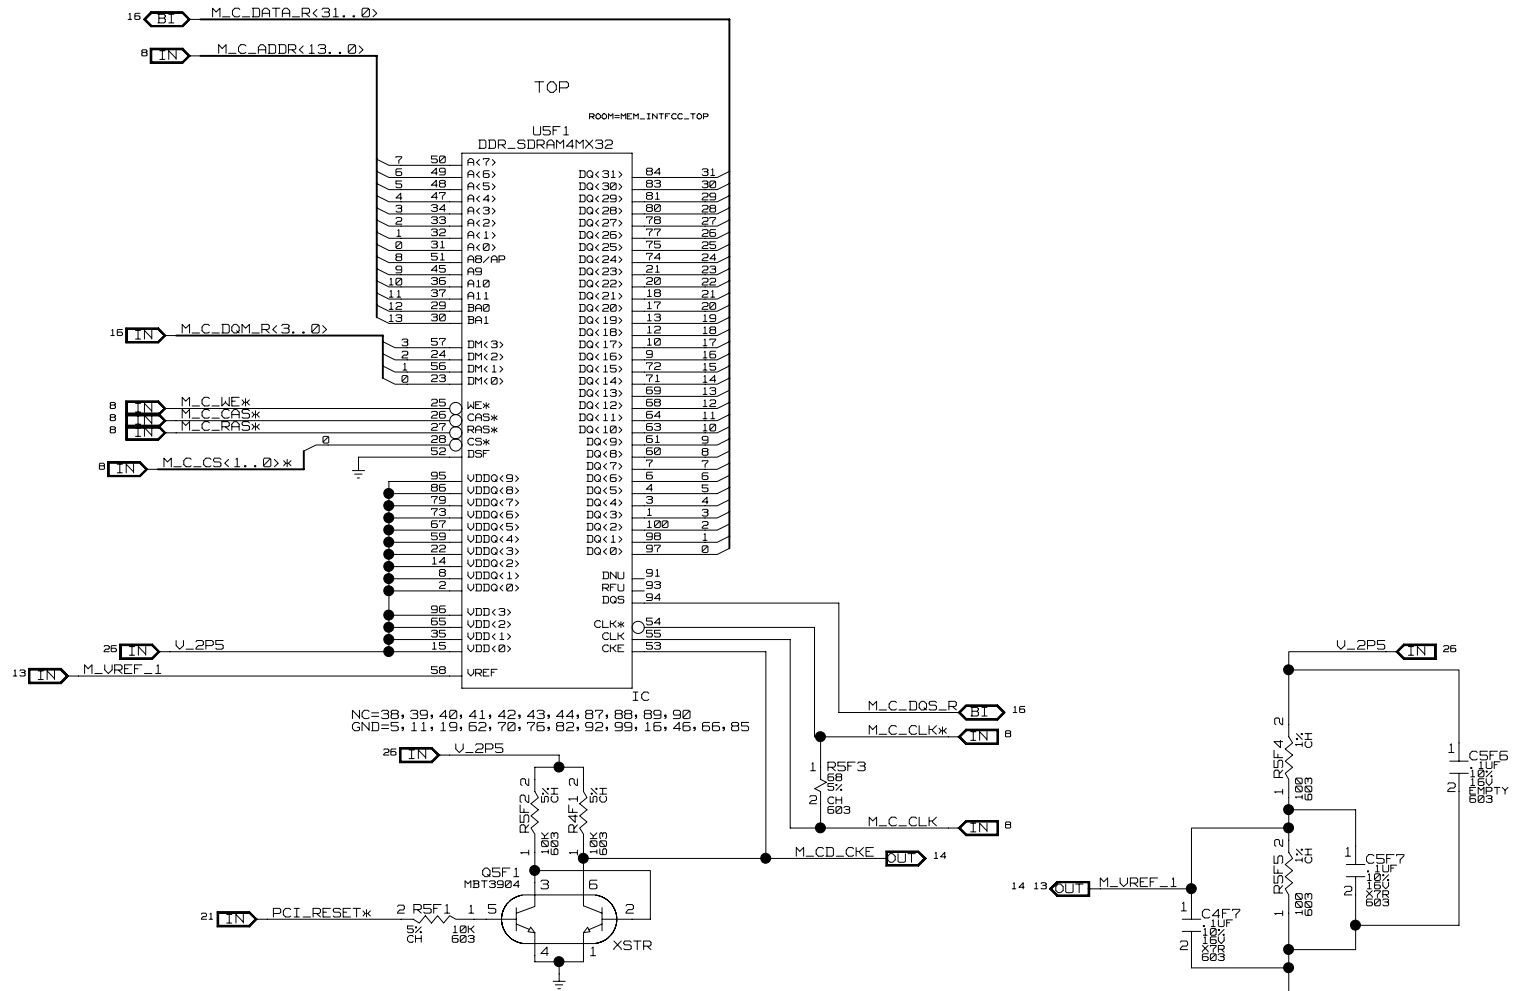 16 BI M_C_DATA_R<31..0>
8 IN M_C_ADDR<13..0>
TOP
ROOM=MEM_INTFCC_TOP
U5F1
DDR_SDRAM4MX32
7 50 A<7>
6 49 A<6>
5 48 A<5>
4 47 A<4>
3 34 A<3>
2 33 A<2>
1 32 A<1>
0 31 A<0>
8 51 A8/AP
9 45 A9
10 36 A10
11 37 A11
12 29 BA0
13 30 BA1
16 IN M_C_DQM_R<3..0>
3 57 DM<3>
2 24 DM<2>
1 56 DM<1>
0 23 DM<0>
8 IN M_C_WE* 25 WE*
8 IN M_C_CAS* 26 CAS*
8 IN M_C_RAS* 27 RAS*
0 28 CS*
52 DSF
8 IN M_C_CS<1..0>*
95 VDDQ<9>
86 VDDQ<8>
79 VDDQ<7>
73 VDDQ<6>
67 VDDQ<5>
59 VDDQ<4>
22 VDDQ<3>
14 VDDQ<2>
8 VDDQ<1>
2 VDDQ<0>
96 VDD<3>
65 VDD<2>
35 VDD<1>
26 IN V_2P5 15 VDD<0>
13 IN M_VREF_1 58 VREF
DQ<31> 84 31
DQ<30> 83 30
DQ<29> 81 29
DQ<28> 80 28
DQ<27> 78 27
DQ<26> 77 26
DQ<25> 75 25
DQ<24> 74 24
DQ<23> 21 23
DQ<22> 20 22
DQ<21> 18 21
DQ<20> 17 20
DQ<19> 13 19
DQ<18> 12 18
DQ<17> 10 17
DQ<16> 9 16
DQ<15> 72 15
DQ<14> 71 14
DQ<13> 69 13
DQ<12> 68 12
DQ<11> 64 11
DQ<10> 63 10
DQ<9> 61 9
DQ<8> 60 8
DQ<7> 7 7
DQ<6> 6 6
DQ<5> 4 5
DQ<4> 3 4
DQ<3> 1 3
DQ<2> 100 2
DQ<1> 98 1
DQ<0> 97 0
DNU 91
RFU 93
DQS 94
CLK* 54
CLK 55
CKE 53
IC
NC=38,39,40,41,42,43,44,87,88,89,90
GND=5,11,19,62,70,76,82,92,99,16,46,66,85
M_C_DQS_R BI 16
M_C_CLK* IN 8
1 R5F3
68
5%
2 CH
603
M_C_CLK IN 8
M_CD_CKE OUT 14
26 IN V_2P5
2 R5F2 1
5%
CH
10K
603
2 R4F1 1
5%
CH
10K
603
Q5F1
MBT3904 3 6
21 IN PCI_RESET* 2 R5F1 1 5 2
5% 10K
CH 603
4 1 XSTR
V_2P5 IN 26
2 R5F4 1
1%
CH
100
603
1 C5F6
.1UF
10%
16V
2 EMPTY
603
2 R5F5 1
1%
CH
100
603
1 C5F7
.1UF
10%
16V
2 X7R
603
14 13 OUT M_VREF_1
1 C4F7
.1UF
10%
16V
2 X7R
603